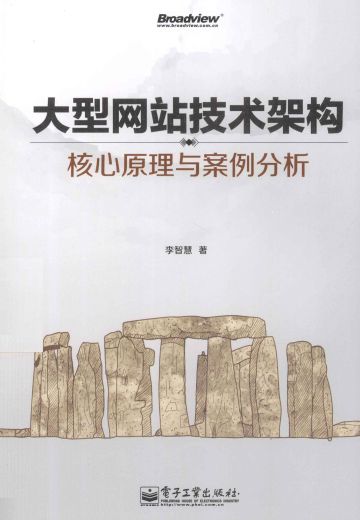 Broadview®
www.broadview.com.cn
大型网站技术架构
核心原理与案例分析
李智慧 著
電子工業出版社
PUBLISHING HOUSE OF ELECTRONICS INDUSTRY
http://www.phei.com.cn